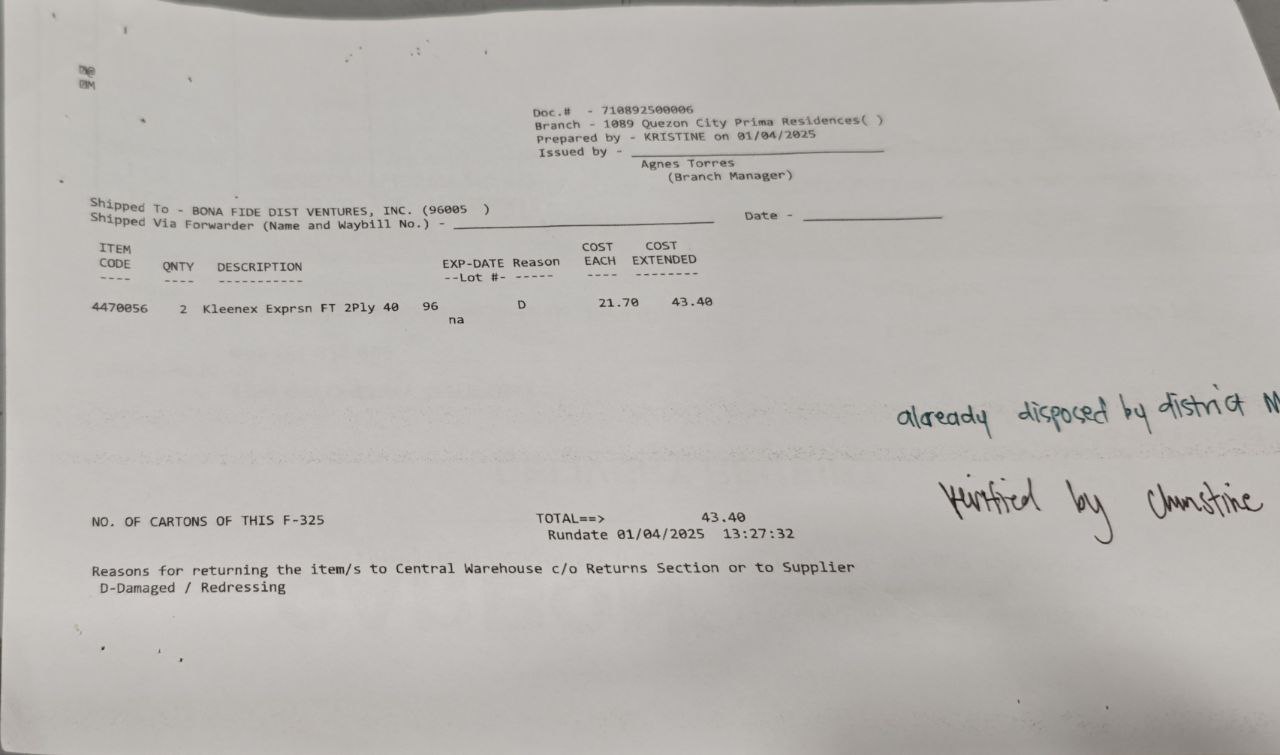 Doc.# - 710892500006
Branch - 1089 Quezon City Prima Residences( )
Prepared by - KRISTINE on 01/04/2025
Issued by -
Agnes Torres
(Branch Manager)
Shipped To - BONA FIDE DIST VENTURES, INC. (96005 )
Shipped Via Forwarder (Name and Waybill No.) - Date -
ITEM COST COST
CODE QNTY DESCRIPTION EXP-DATE Reason EACH EXTENDED
---- ---- ----------- --Lot #- ----- ---- --------
4470056 2 Kleenex Exprsn FT 2Ply 40 96 D 21.70 43.40
na
already disposed by district M
verified by Christine
NO. OF CARTONS OF THIS F-325 TOTAL==> 43.40
Rundate 01/04/2025 13:27:32
Reasons for returning the item/s to Central Warehouse c/o Returns Section or to Supplier
D-Damaged / Redressing